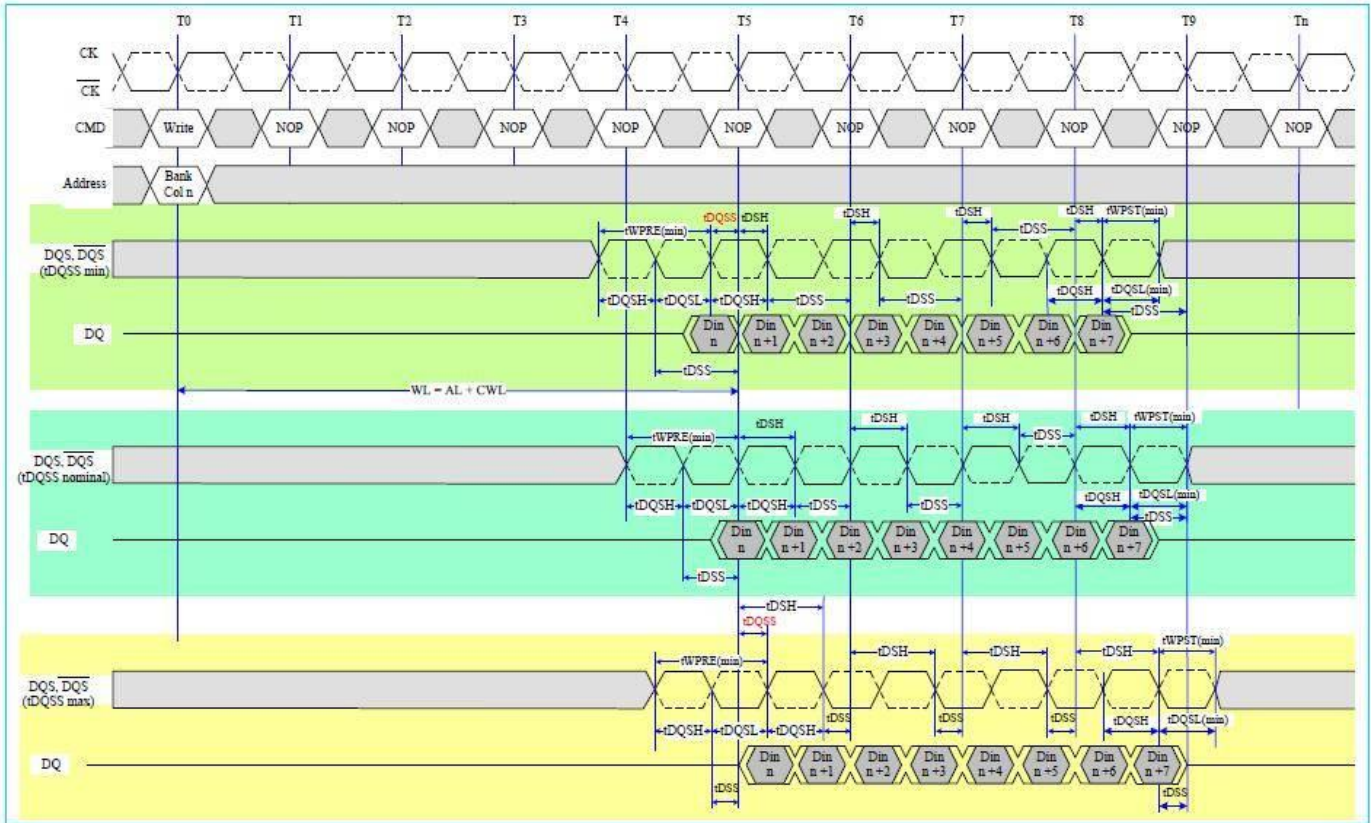 T0 T1 T2 T3 T4 T5 T6 T7 T8 T9 Tn
CK
CK
CMD Write NOP NOP NOP NOP NOP NOP NOP NOP NOP NOP
Address Bank
Col n
tDQSS tDSH tDSH tDSH tDSH tWPST(min)
tWPRE(min) tDSS
DQS, DQS
(tDQSS min)
tDQSH tDQSL tDQSH tDSS tDSS tDQSH tDQSL(min)
tDSS
DQ Din Din Din Din Din Din Din Din
n n +1 n +2 n +3 n +4 n +5 n +6 n +7
tDSS
WL = AL + CWL
tDSH tDSH tDSH tDSH tWPST(min)
tWPRE(min) tDSS
DQS, DQS
(tDQSS nominal)
tDQSH tDQSL tDQSH tDSS tDSS tDQSH tDQSL(min)
tDSS
DQ Din Din Din Din Din Din Din Din
n n +1 n +2 n +3 n +4 n +5 n +6 n +7
tDSS
tDSH
tDQSS
tWPRE(min) tDSH tDSH tDSH tWPST(min)
DQS, DQS
(tDQSS max)
tDQSH tDQSL tDQSH tDSS tDSS tDSS tDQSH tDQSL(min)
DQ Din Din Din Din Din Din Din Din
n n +1 n +2 n +3 n +4 n +5 n +6 n +7
tDSS tDSS